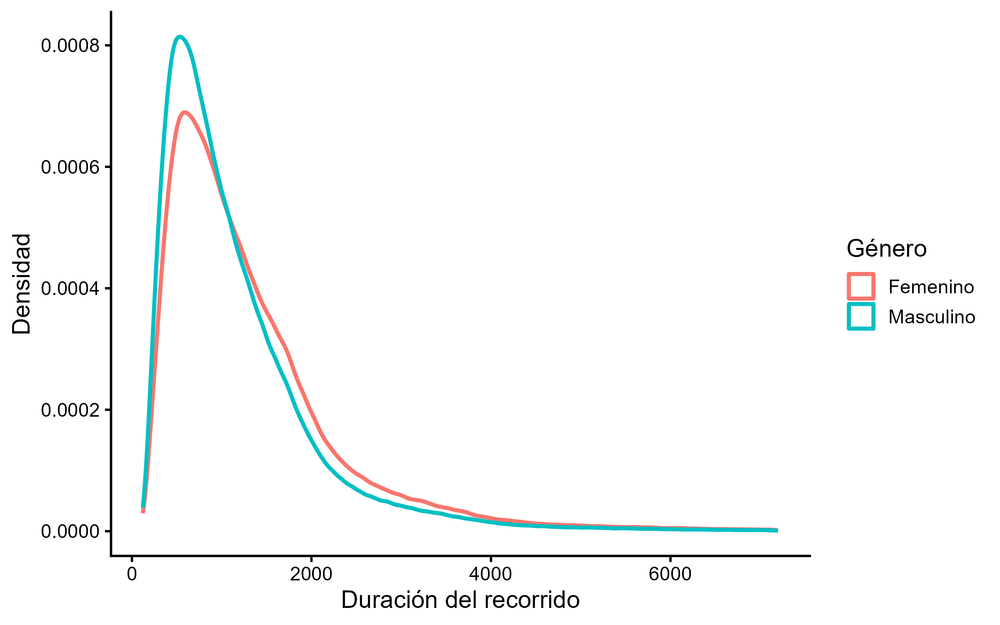 Densidad
0.0008
0.0006
0.0004
0.0002
0.0000
0 2000 4000 6000
Duración del recorrido
Género
Femenino
Masculino